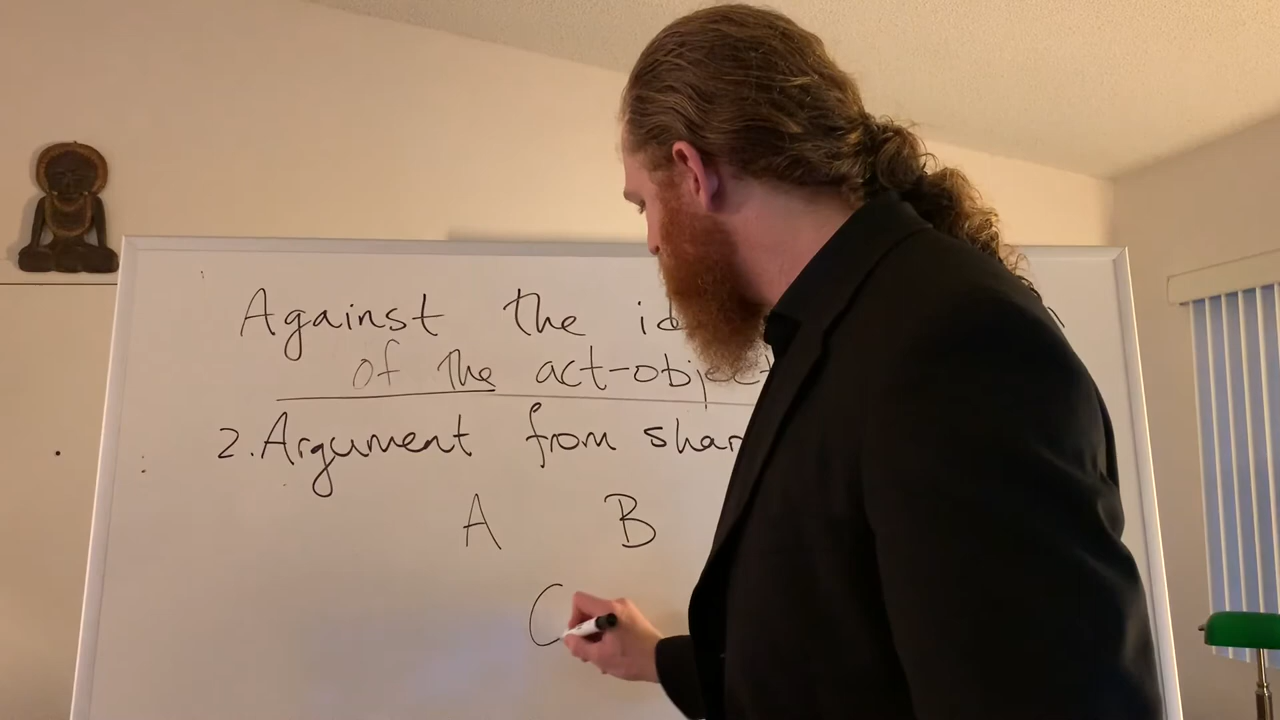 Against the
of the act-object
2. Argument from
A B
C